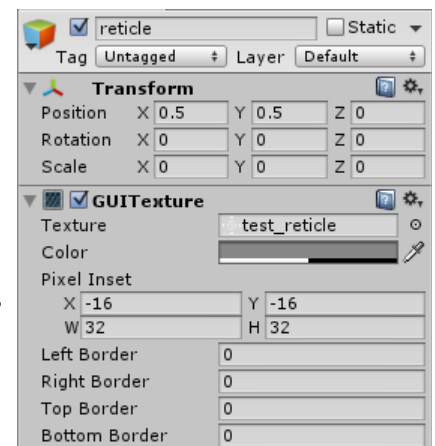 reticle Static
Tag Untagged Layer Default
Transform
Position X 0.5 Y 0.5 Z 0
Rotation X 0 Y 0 Z 0
Scale X 0 Y 0 Z 0
GUITexture
Texture test_reticle
Color
Pixel Inset
X -16 Y -16
W 32 H 32
Left Border 0
Right Border 0
Top Border 0
Bottom Border 0